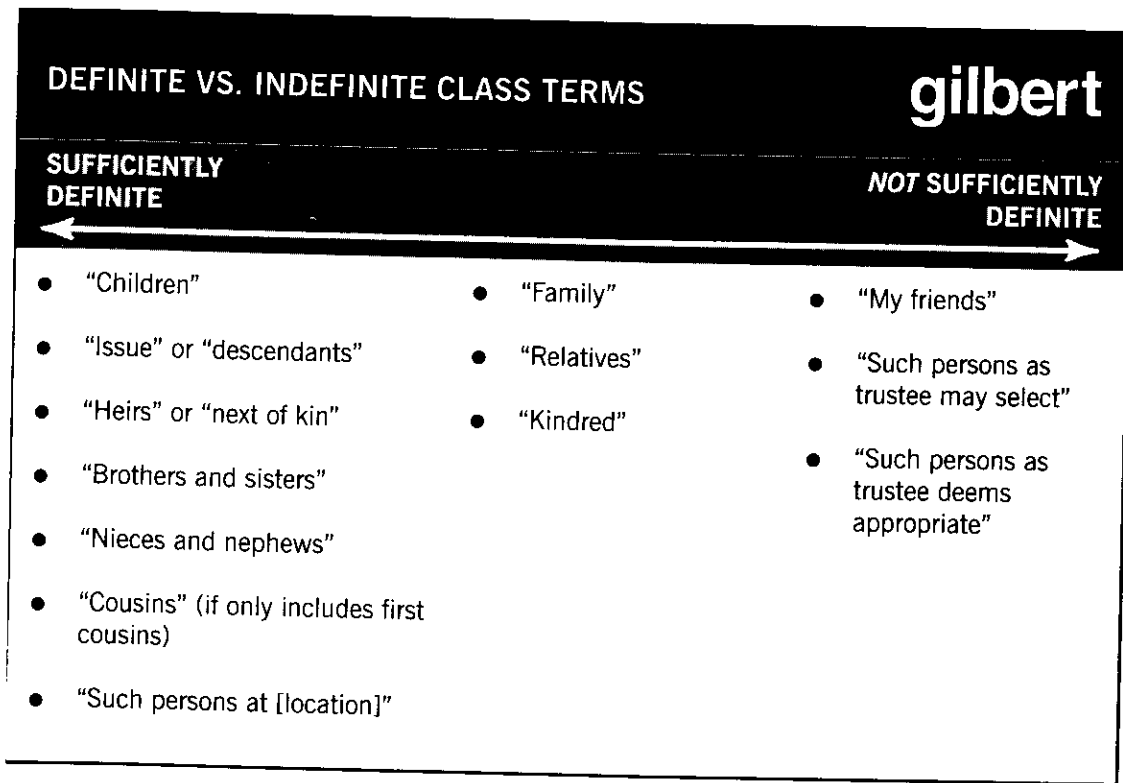 DEFINITE VS. INDEFINITE CLASS TERMS
gilbert
SUFFICIENTLY
DEFINITE
NOT SUFFICIENTLY
DEFINITE
● “Children”
● “Issue” or “descendants”
● “Heirs” or “next of kin”
● “Brothers and sisters”
● “Nieces and nephews”
● “Cousins” (if only includes first
cousins)
● “Such persons at [location]”
● “Family”
● “Relatives”
● “Kindred”
● “My friends”
● “Such persons as
trustee may select”
● “Such persons as
trustee deems
appropriate”